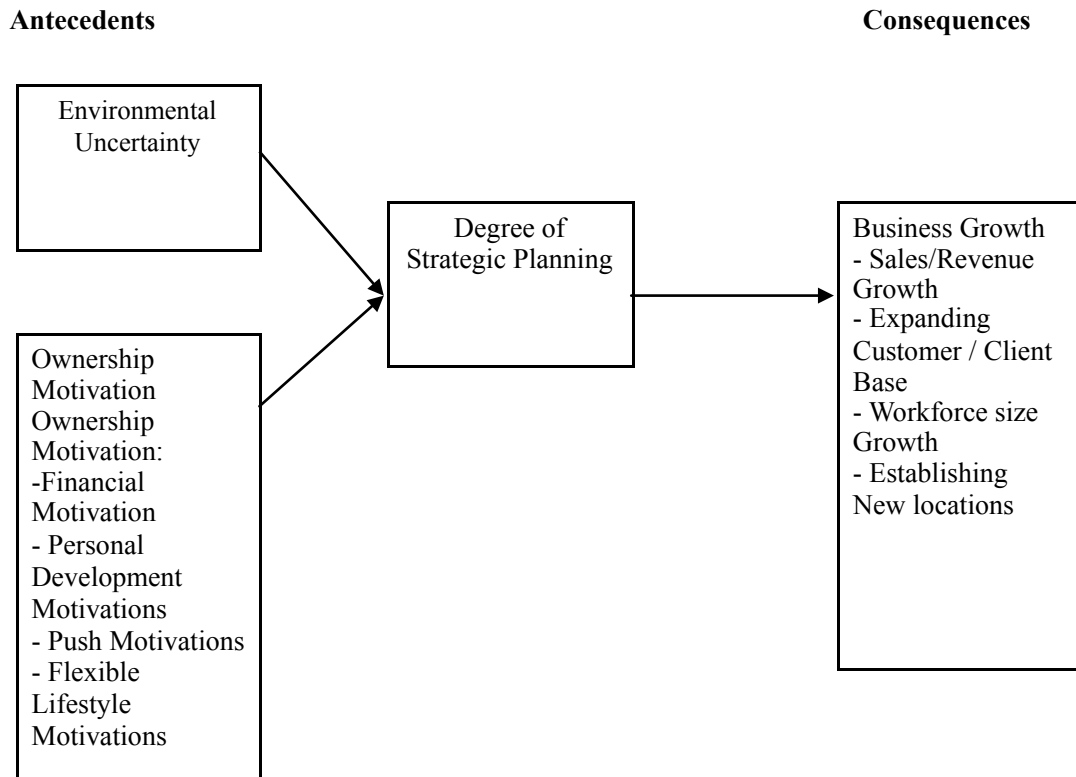 Antecedents
Consequences
Environmental
Uncertainty
Ownership
Motivation
Ownership
Motivation:
-Financial
Motivation
- Personal
Development
Motivations
- Push Motivations
- Flexible
Lifestyle
Motivations
Degree of
Strategic Planning
Business Growth
- Sales/Revenue
Growth
- Expanding
Customer / Client
Base
- Workforce size
Growth
- Establishing
New locations